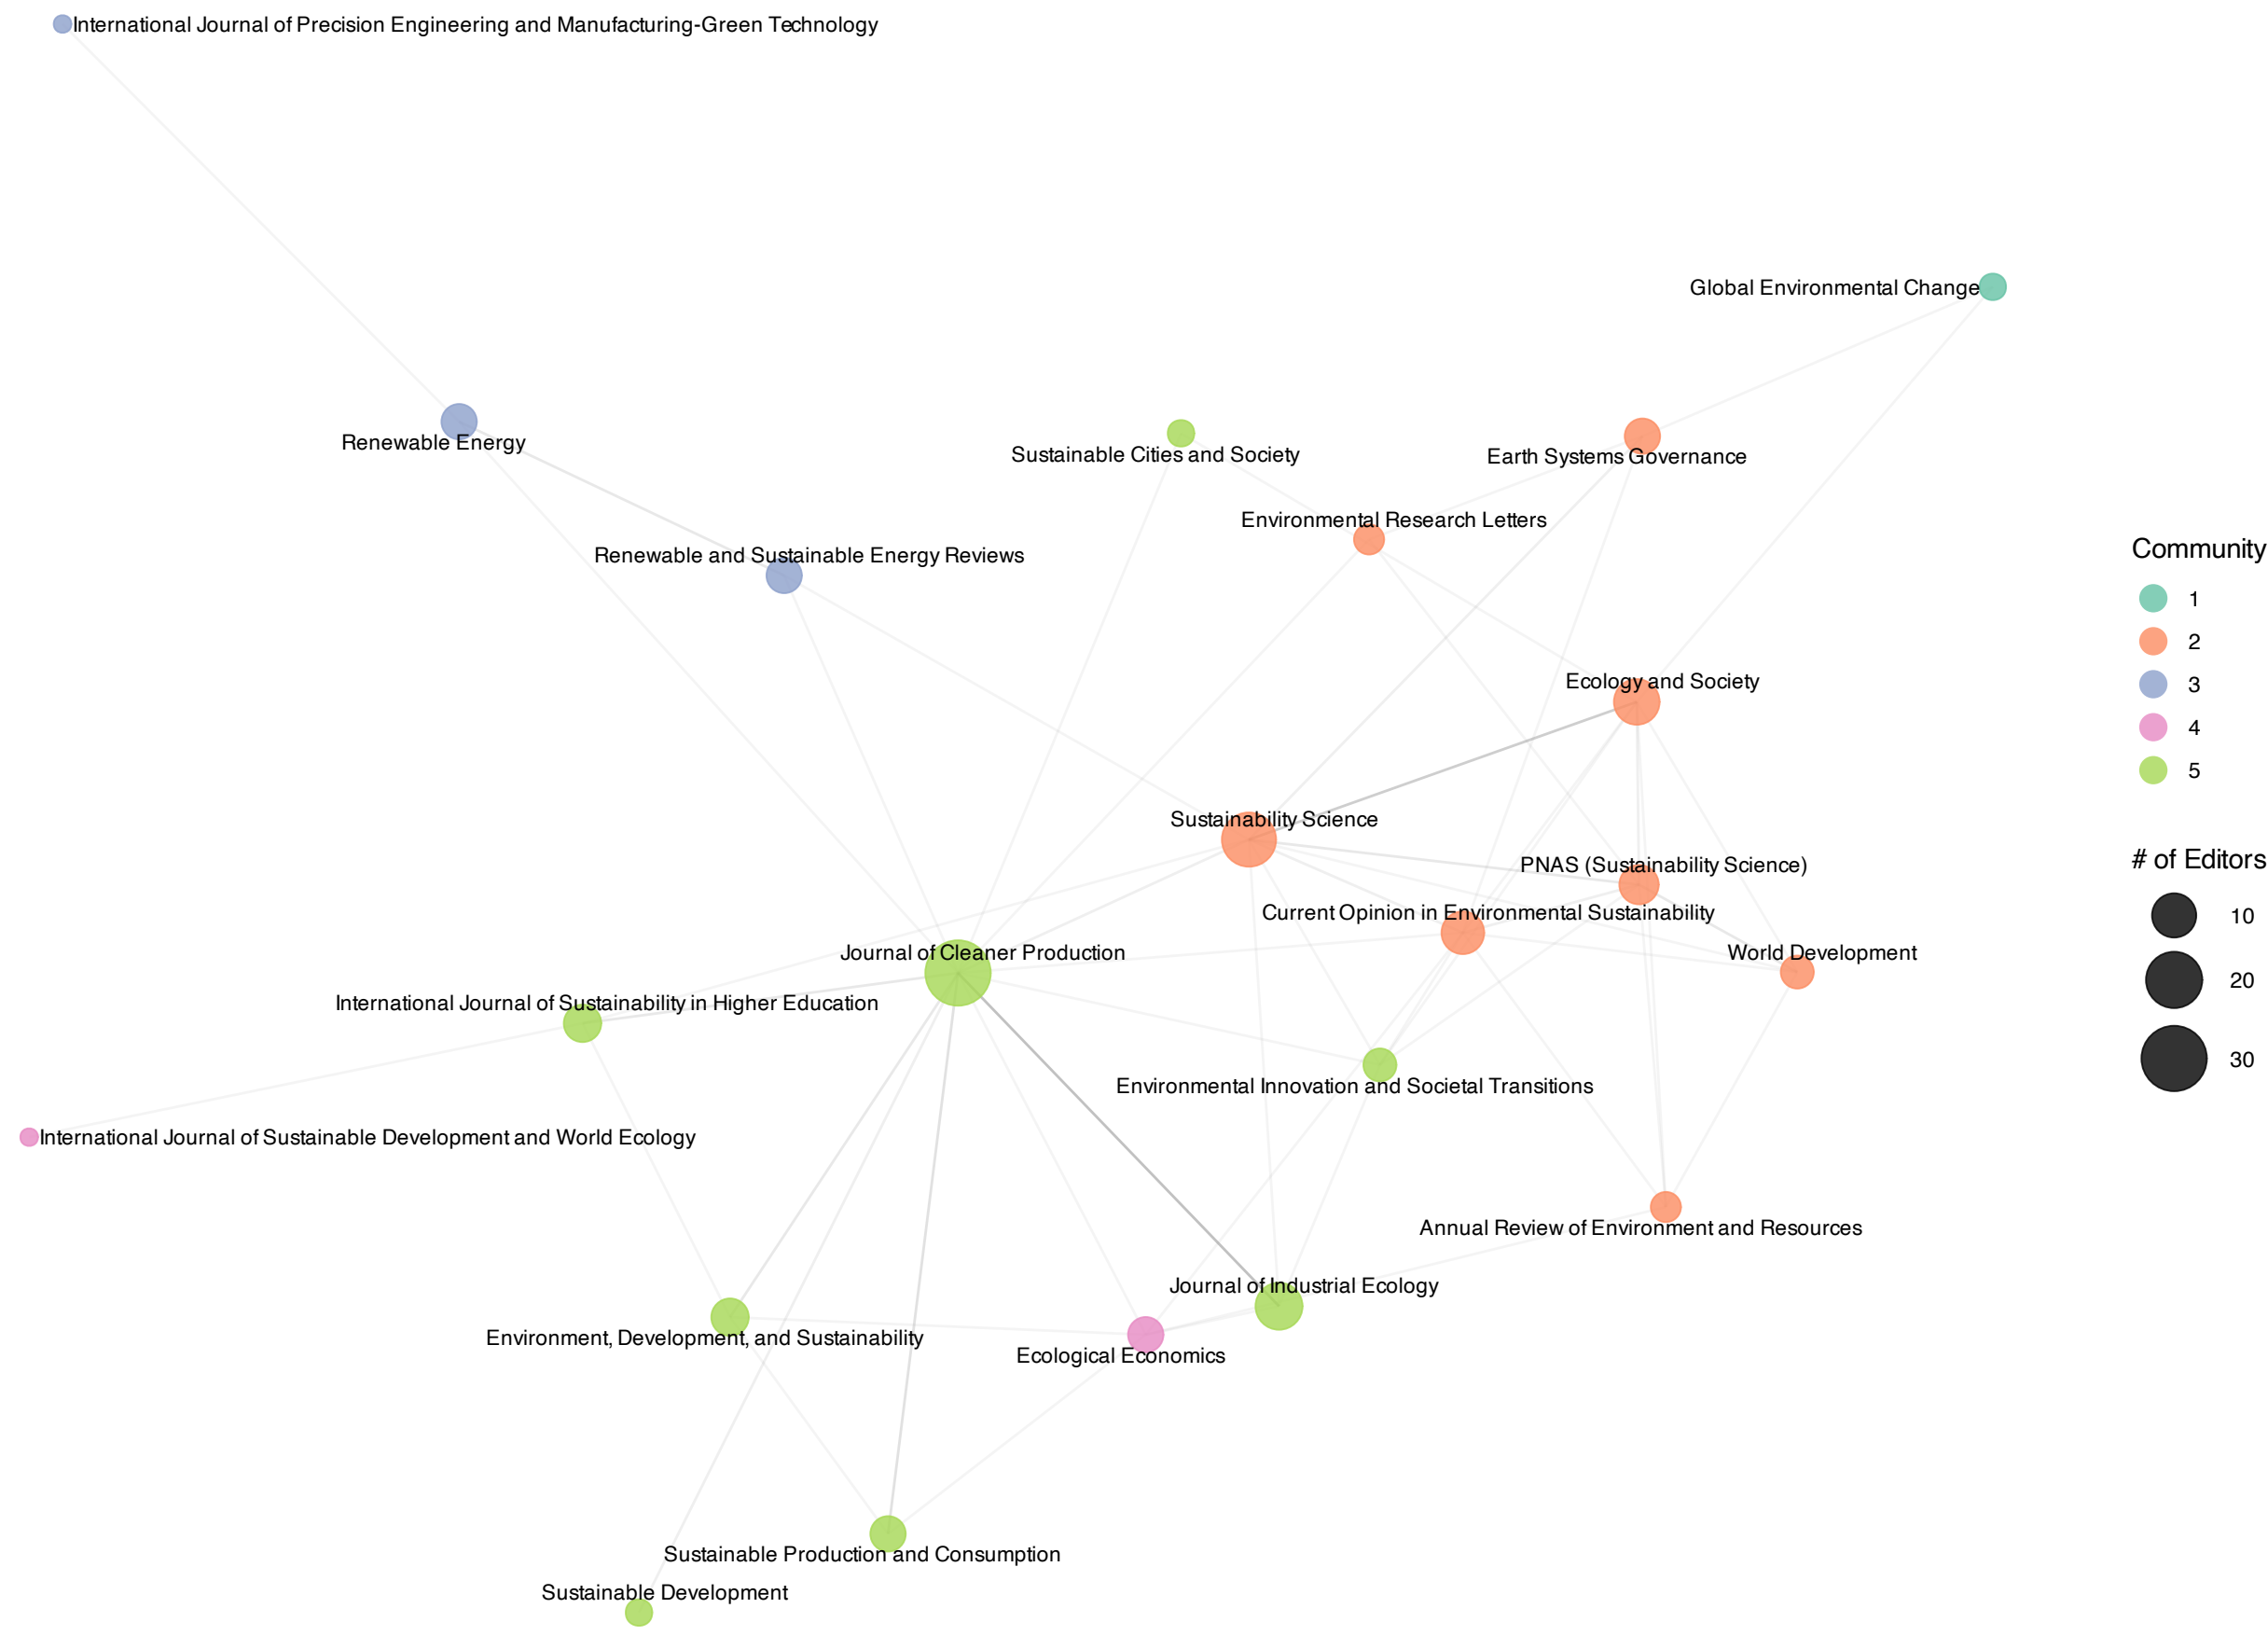 International Journal of Precision Engineering and Manufacturing-Green Technology
Global Environmental Change
Renewable Energy
Sustainable Cities and Society
Earth Systems Governance
Environmental Research Letters
Renewable and Sustainable Energy Reviews
Ecology and Society
Sustainability Science
PNAS (Sustainability Science)
Current Opinion in Environmental Sustainability
Journal of Cleaner Production
World Development
International Journal of Sustainability in Higher Education
Environmental Innovation and Societal Transitions
International Journal of Sustainable Development and World Ecology
Annual Review of Environment and Resources
Journal of Industrial Ecology
Environment, Development, and Sustainability
Ecological Economics
Sustainable Production and Consumption
Sustainable Development
Community
1
2
3
4
5
# of Editors
10
20
30